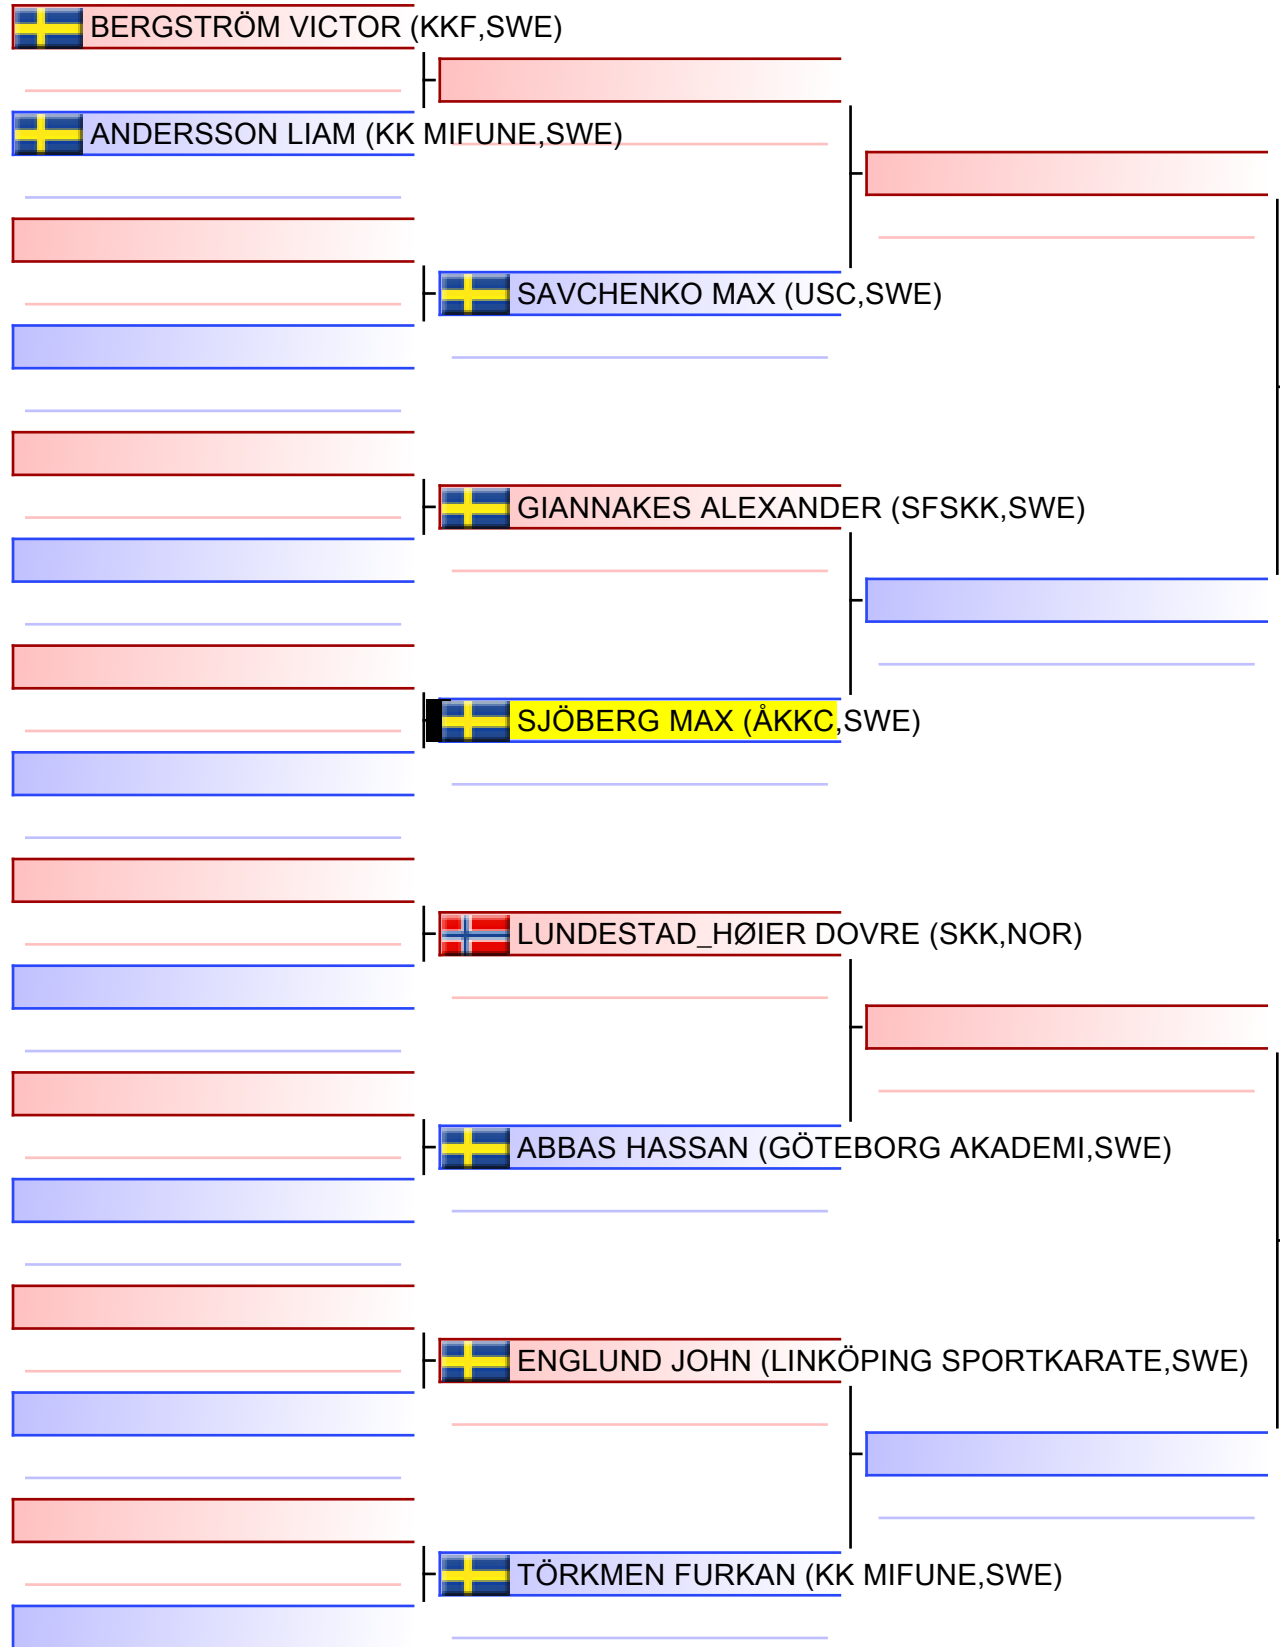 BERGSTRÖM VICTOR (KKF,SWE)
ANDERSSON LIAM (KK MIFUNE,SWE)
SAVCHENKO MAX (USC,SWE)
GIANNAKES ALEXANDER (SFSKK,SWE)
SJÖBERG MAX (ÅKKC,SWE)
LUNDESTAD_HØIER DOVRE (SKK,NOR)
ABBAS HASSAN (GÖTEBORG AKADEMI,SWE)
ENGLUND JOHN (LINKÖPING SPORTKARATE,SWE)
TÖRKMEN FURKAN (KK MIFUNE,SWE)